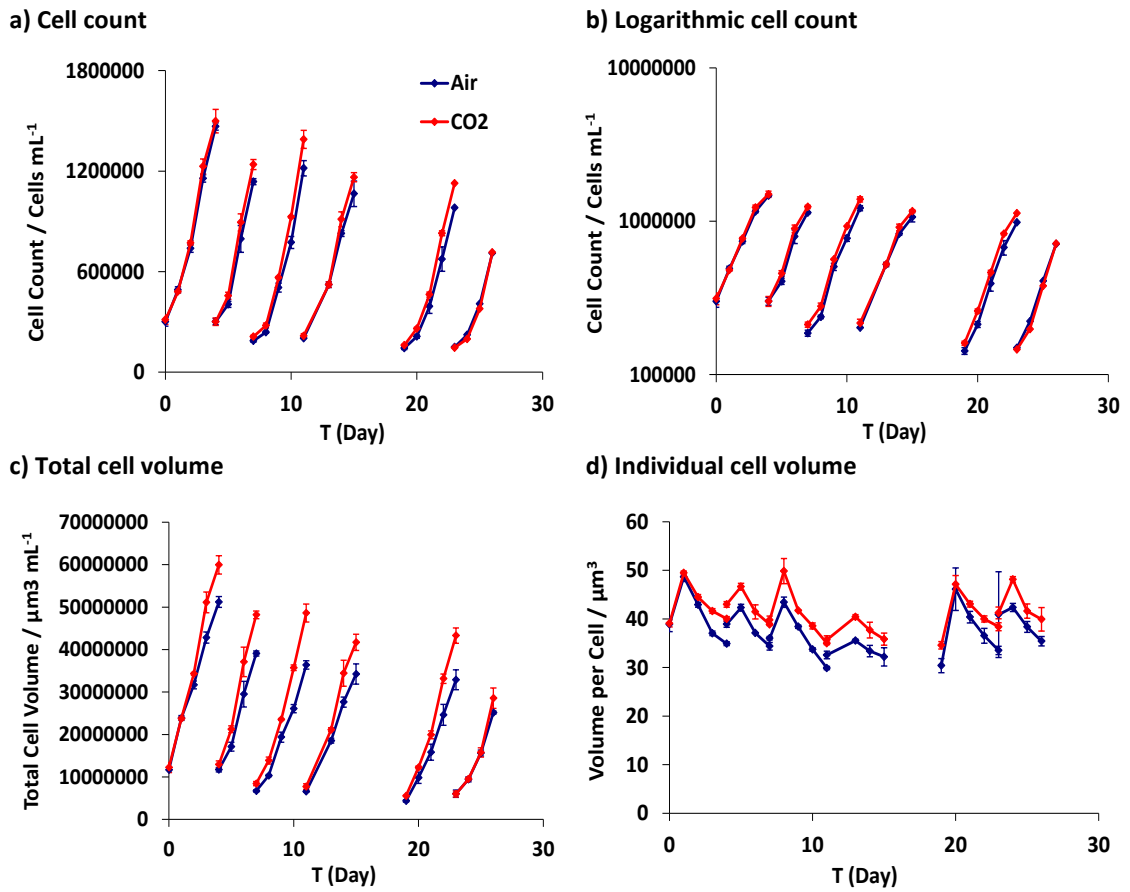 a) Cell count
b) Logarithmic cell count
Cell Count / Cells mL⁻¹
1800000
1200000
600000
0
0
10
20
30
T (Day)
Air
CO2
Cell Count / Cells mL⁻¹
10000000
1000000
100000
0
10
20
30
T (Day)
c) Total cell volume
d) Individual cell volume
Total Cell Volume / µm3 mL⁻¹
70000000
60000000
50000000
40000000
30000000
20000000
10000000
0
0
10
20
30
T (Day)
Volume per Cell / µm³
60
50
40
30
20
10
0
0
10
20
30
T (Day)